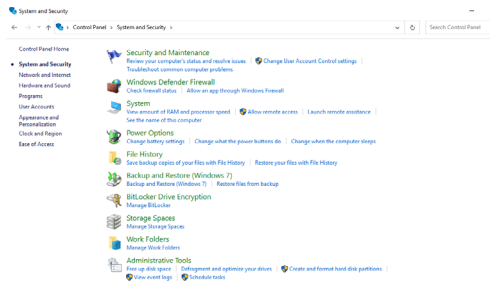 System and Security
Control Panel > System and Security >
Search Control Panel
Control Panel Home
System and Security
Network and Internet
Hardware and Sound
Programs
User Accounts
Appearance and
Personalization
Clock and Region
Ease of Access
Security and Maintenance
Review your computer's status and resolve issues | Change User Account Control settings |
Troubleshoot common computer problems
Windows Defender Firewall
Check firewall status | Allow an app through Windows Firewall
System
View amount of RAM and processor speed | Allow remote access | Launch remote assistance |
See the name of this computer
Power Options
Change battery settings | Change what the power buttons do | Change when the computer sleeps
File History
Save backup copies of your files with File History | Restore your files with File History
Backup and Restore (Windows 7)
Backup and Restore (Windows 7) | Restore files from backup
BitLocker Drive Encryption
Manage BitLocker
Storage Spaces
Manage Storage Spaces
Work Folders
Manage Work Folders
Administrative Tools
Free up disk space | Defragment and optimize your drives | Create and format hard disk partitions |
View event logs | Schedule tasks